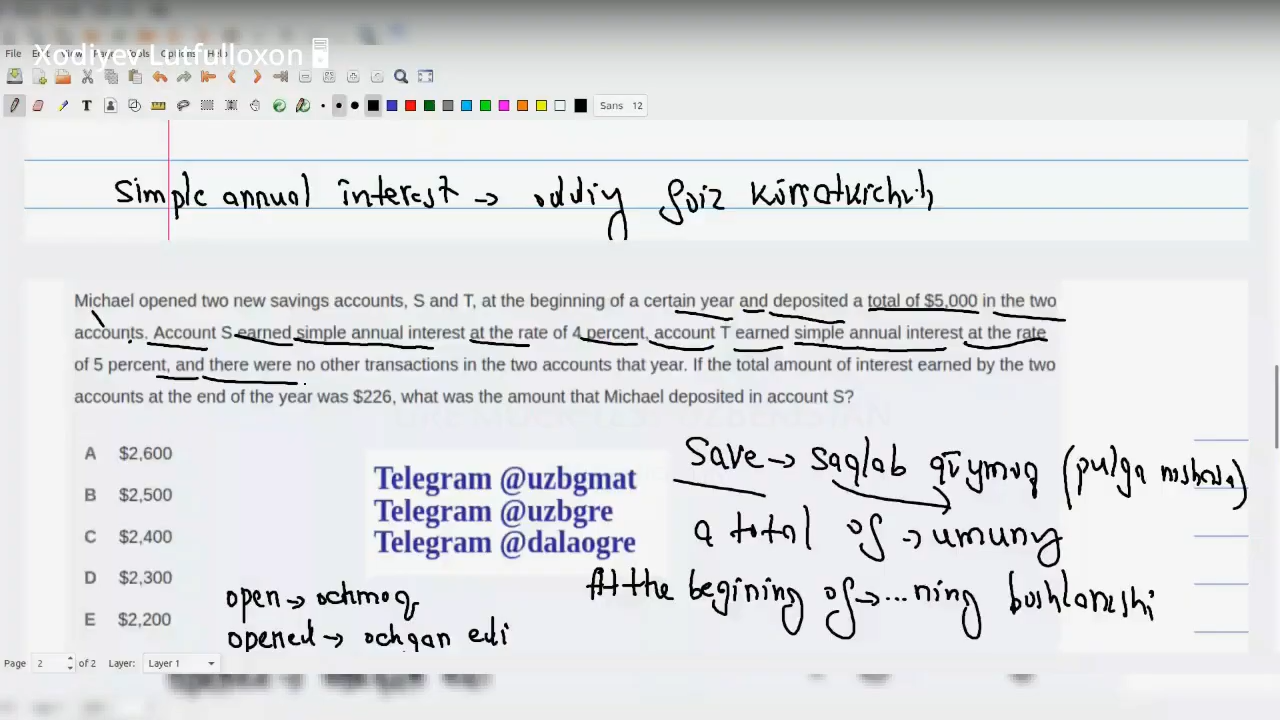 Xodiyev Lutfulloxon
File Edit View Page Tools Options Help
Sans 12
Simple annual interest → oddiy foiz
Michael opened two new savings accounts, S and T, at the beginning of a certain year and deposited a total of $5,000 in the two
accounts. Account S earned simple annual interest at the rate of 4 percent, account T earned simple annual interest at the rate
of 5 percent, and there were no other transactions in the two accounts that year. If the total amount of interest earned by the two
accounts at the end of the year was $226, what was the amount that Michael deposited in account S?
A $2,600
B $2,500
C $2,400
D $2,300
E $2,200
Telegram @uzbgmat
Telegram @uzbgre
Telegram @dalaogre
Save → saqlab qo'ymoq (pulga nisbatan)
a total of → umumiy
At the begining of → ...ning boshlanishi
open → ochmoq
opened → ochgan edi
Page 2 of 2 Layer: Layer 1